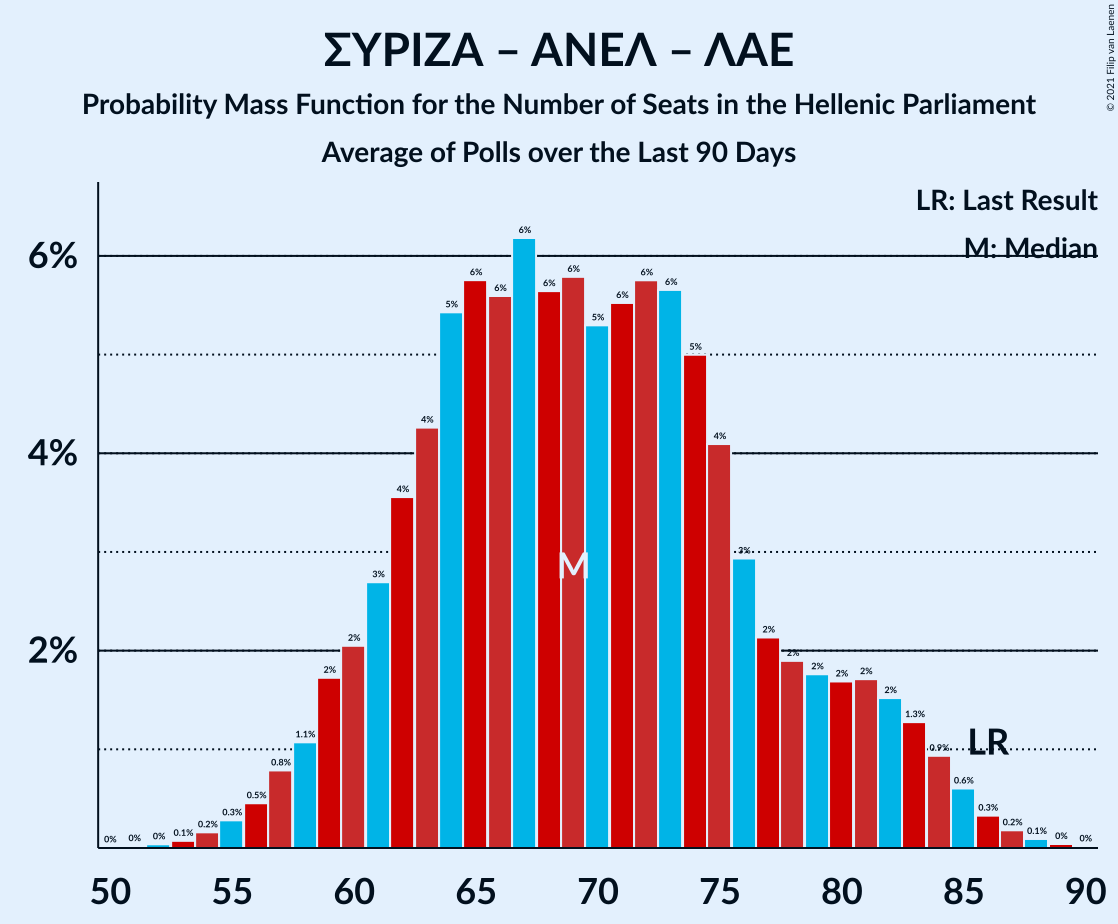 ΣΥΡΙΖΑ – ΑΝΕΛ – ΛΑΕ
Probability Mass Function for the Number of Seats in the Hellenic Parliament
Average of Polls over the Last 90 Days
© 2021 Filip van Laenen
LR: Last Result
M: Median
6%
4%
2%
0% 0% 0% 0.1% 0.2% 0.3% 0.5% 0.8% 1.1% 2% 2% 3% 4% 4% 5% 6% 6% 6% 6% 6% 5% 6% 6% 6% 5% 4% 3% 2% 2% 2% 2% 2% 2% 1.3% 0.9% 0.6% 0.3% 0.2% 0.1% 0% 0%
M
LR
50 55 60 65 70 75 80 85 90